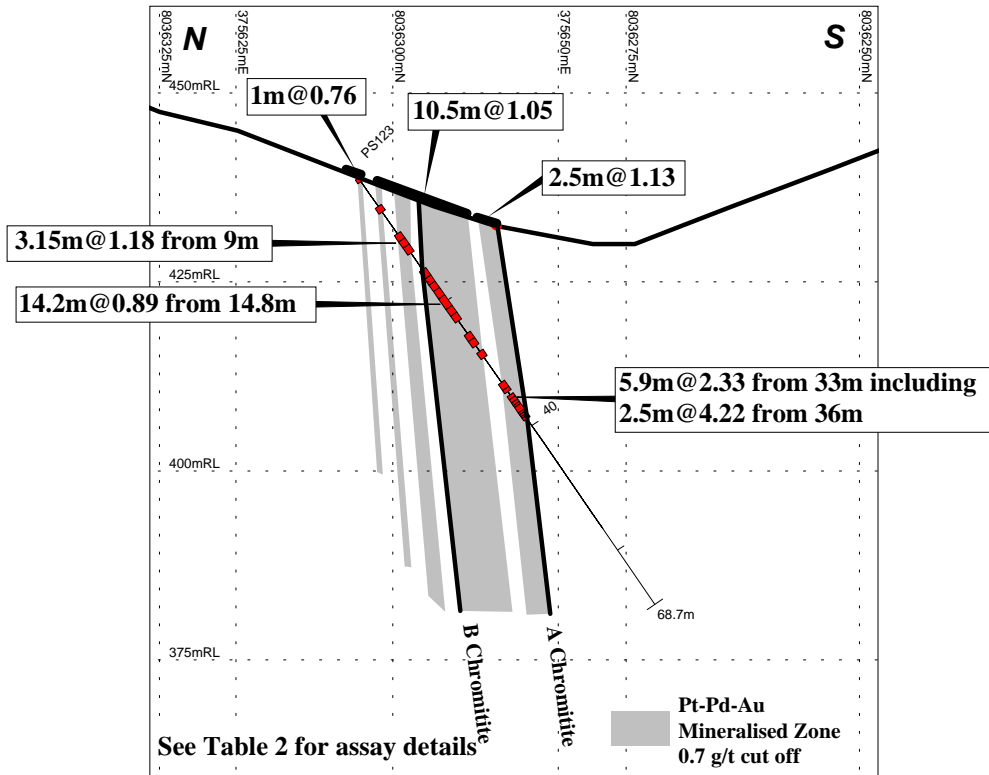 8036325mN
375625E
8036300mN
375650mE
8036275mN
8036250mN
N
S
450mRL
1m@0.76
10.5m@1.05
PS123
2.5m@1.13
3.15m@1.18 from 9m
425mRL
14.2m@0.89 from 14.8m
5.9m@2.33 from 33m including
2.5m@4.22 from 36m
40
400mRL
68.7m
375mRL
B Chromitite
A Chromitite
Pt-Pd-Au
Mineralised Zone
0.7 g/t cut off
See Table 2 for assay details